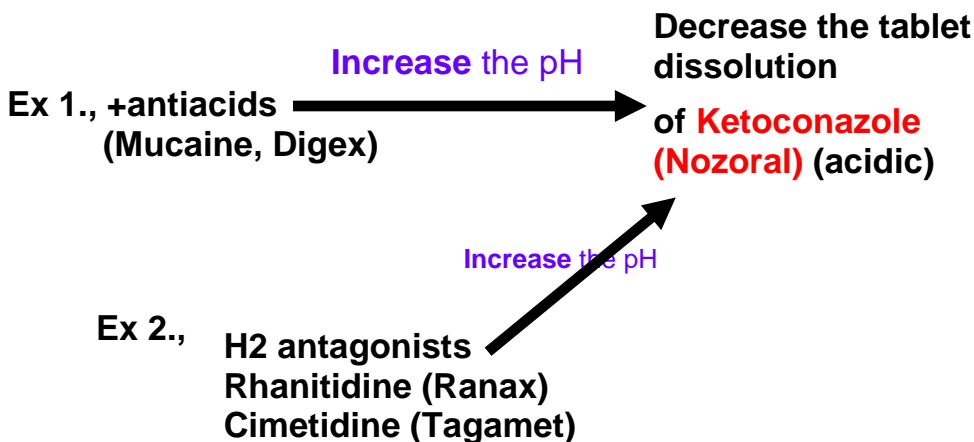 Increase the pH
Decrease the tablet
dissolution
of Ketoconazole
(Nozoral) (acidic)
Ex 1., +antiacids
(Mucaine, Digex)
Increase the pH
Ex 2.,
H2 antagonists
Rhanitidine (Ranax)
Cimetidine (Tagamet)